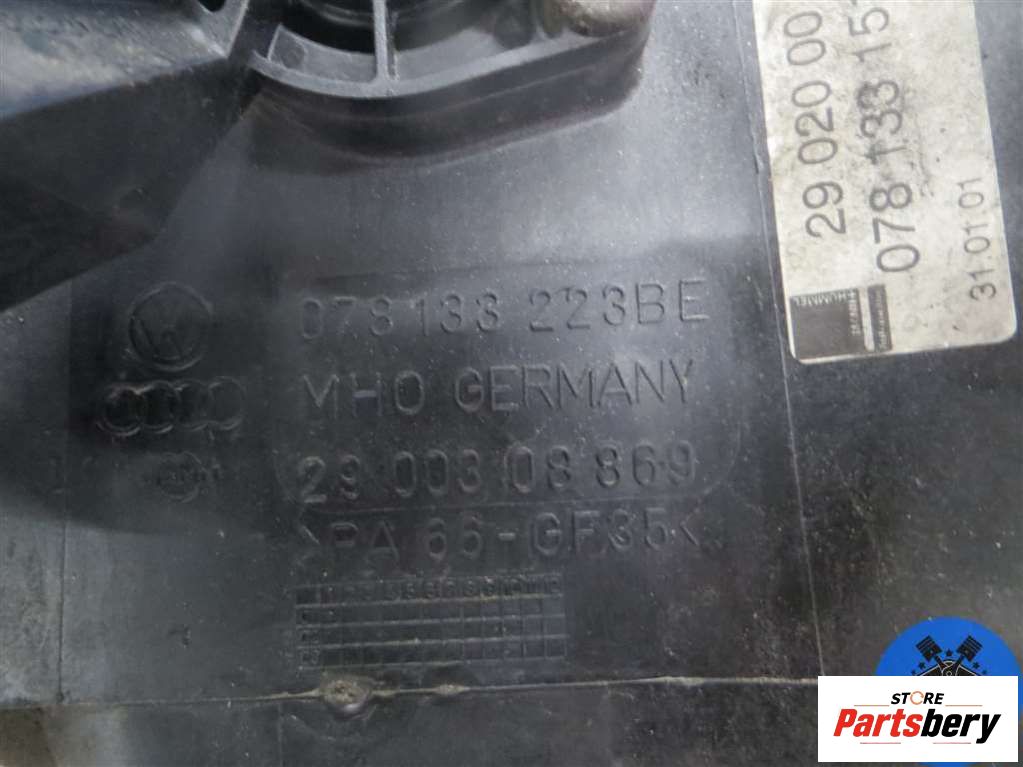 078 133 223BE
MHO GERMANY
29 003 08 869
>PA 66-GF35<
29 020 00
078 133 15
31.01.01
HUMMEL
STORE
Partsbery